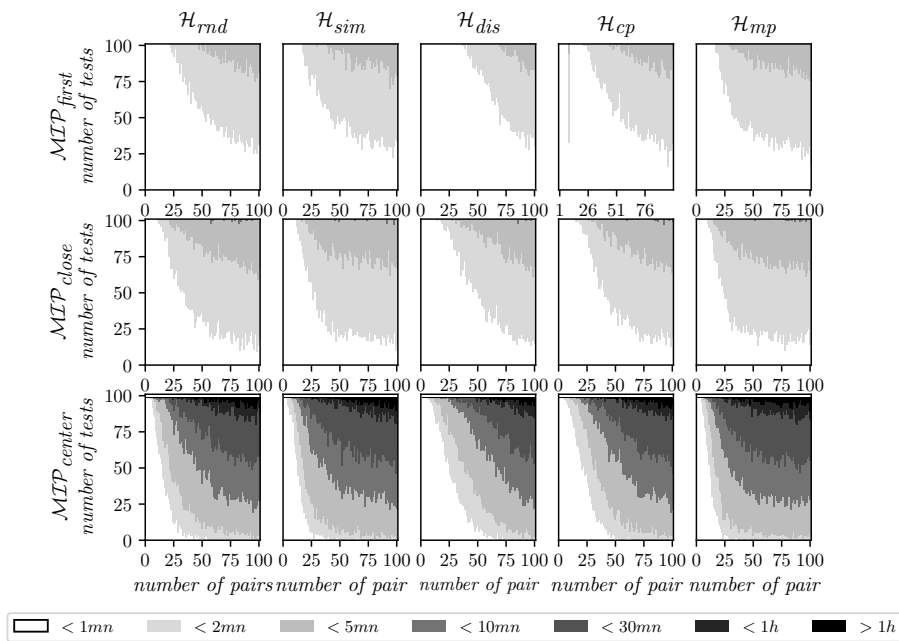 H_rnd H_sim H_dis H_cp H_mp
MIP_first
number of tests
100
75
50
25
0
0 25 50 75 100 0 25 50 75 100 0 25 50 75 100 1 26 51 76 0 25 50 75 100
MIP_close
number of tests
100
75
50
25
0
0 25 50 75 100 0 25 50 75 100 0 25 50 75 100 0 25 50 75 100 0 25 50 75 100
MIP_center
number of tests
100
75
50
25
0
0 25 50 75 100 0 25 50 75 100 0 25 50 75 100 0 25 50 75 100 0 25 50 75 100
number of pairs number of pair number of pair number of pair number of pair
< 1mn < 2mn < 5mn < 10mn < 30mn < 1h > 1h